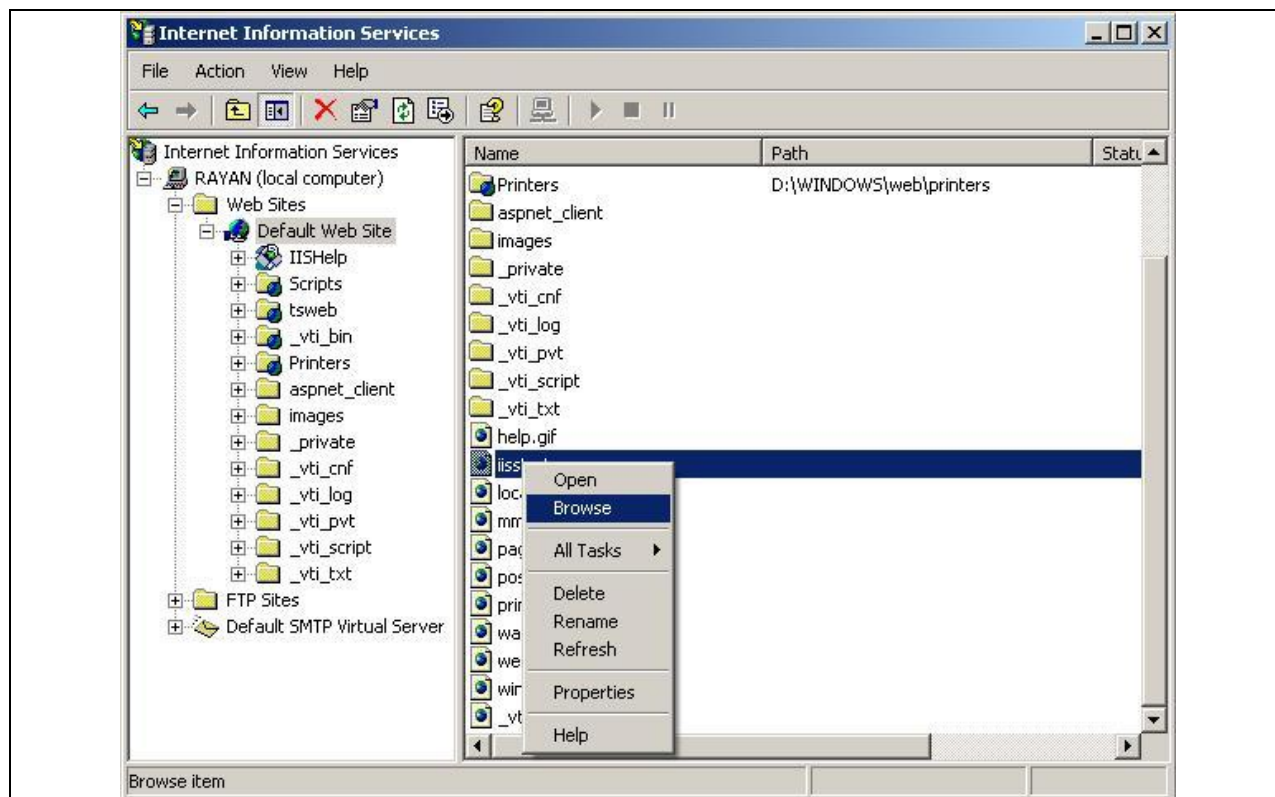 Internet Information Services
File Action View Help
Internet Information Services
RAYAN (local computer)
Web Sites
Default Web Site
IISHelp
Scripts
tsweb
_vti_bin
Printers
aspnet_client
images
_private
_vti_cnf
_vti_log
_vti_pvt
_vti_script
_vti_txt
FTP Sites
Default SMTP Virtual Server
Name Path
Printers D:\WINDOWS\web\printers
aspnet_client
images
_private
_vti_cnf
_vti_log
_vti_pvt
_vti_script
_vti_txt
help.gif
Open
Browse
All Tasks
Delete
Rename
Refresh
Properties
Help
Browse item